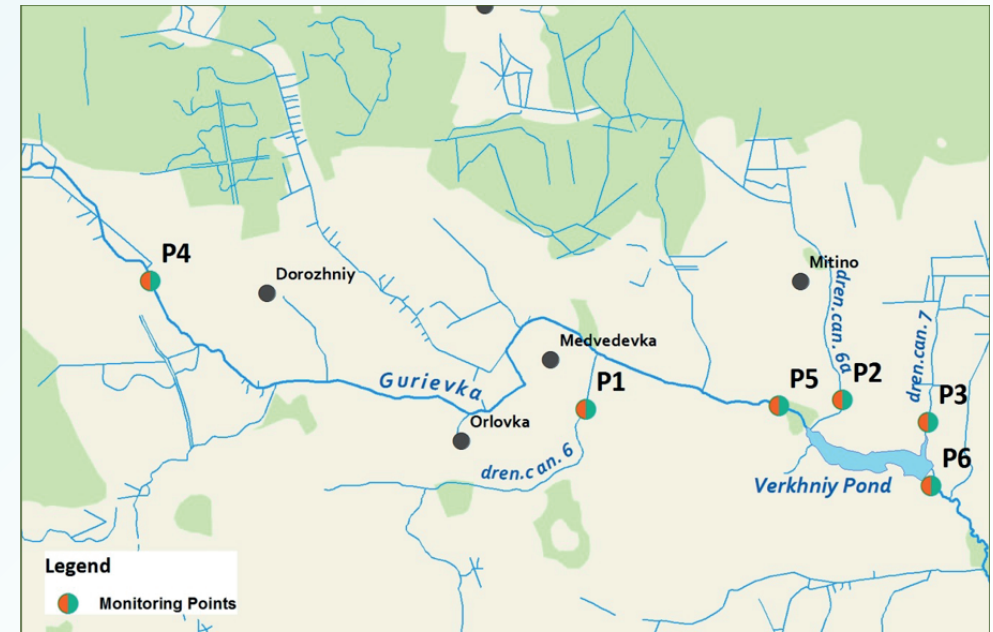 P4
Dorozhniy
Mitino
dren.can. 6a
dren.can. 7
Medvedevka
Gurievka
P1
P5
P2
P3
Orlovka
dren.can. 6
P6
Verkhniy Pond
Legend
Monitoring Points